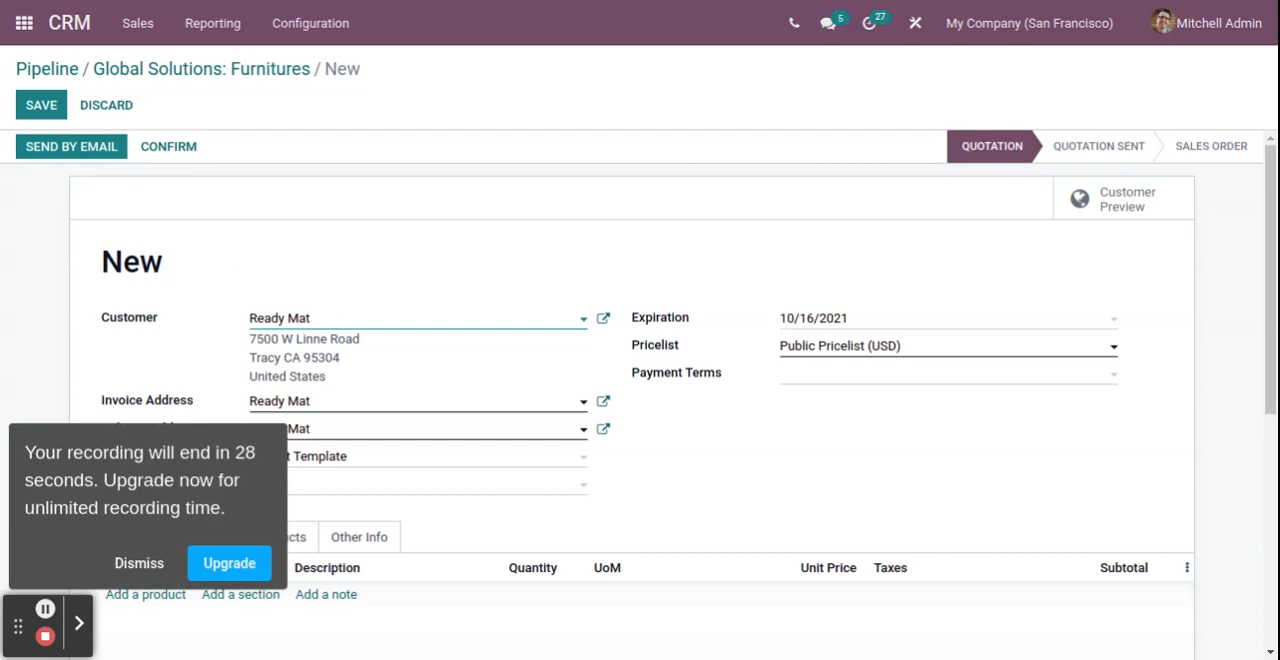 CRM Sales Reporting Configuration 5 27 My Company (San Francisco) Mitchell Admin
Pipeline / Global Solutions: Furnitures / New
SAVE DISCARD
SEND BY EMAIL CONFIRM QUOTATION QUOTATION SENT SALES ORDER
Customer
Preview
New
Customer Ready Mat Expiration 10/16/2021
7500 W Linne Road
Tracy CA 95304
United States
Pricelist Public Pricelist (USD)
Payment Terms
Invoice Address Ready Mat
Mat
t Template
Your recording will end in 28
seconds. Upgrade now for
unlimited recording time.
Dismiss Upgrade
cts Other Info
Description Quantity UoM Unit Price Taxes Subtotal
Add a product Add a section Add a note